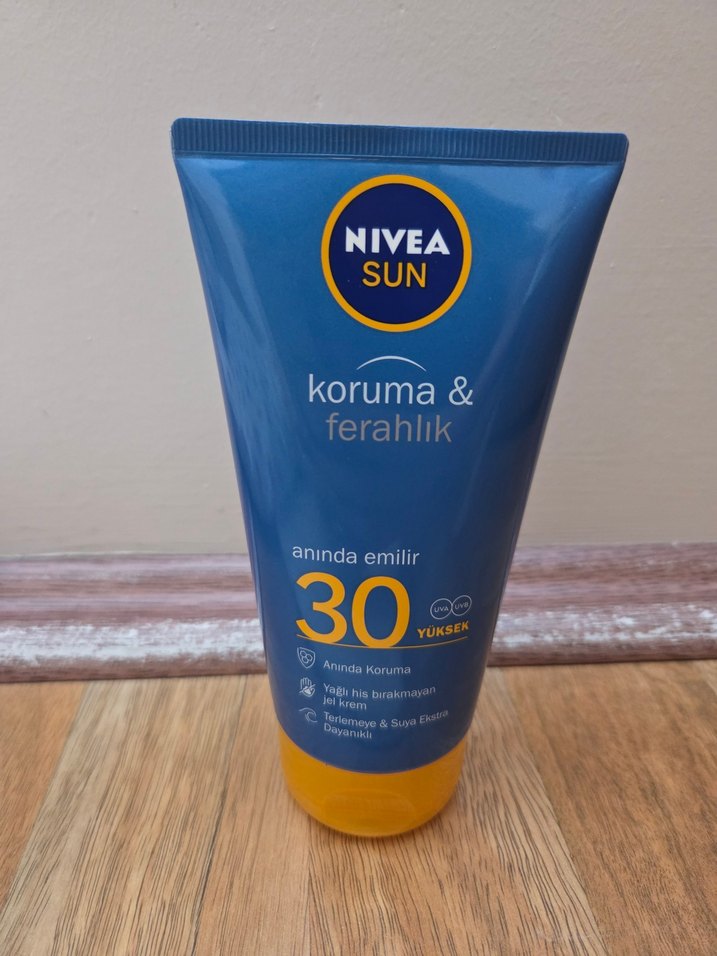 NIVEA
SUN
koruma &
ferahlık
anında emilir
30
UVA UVB
YÜKSEK
Anında Koruma
Yağlı his bırakmayan
jel krem
Terlemeye & Suya Ekstra
Dayanıklı